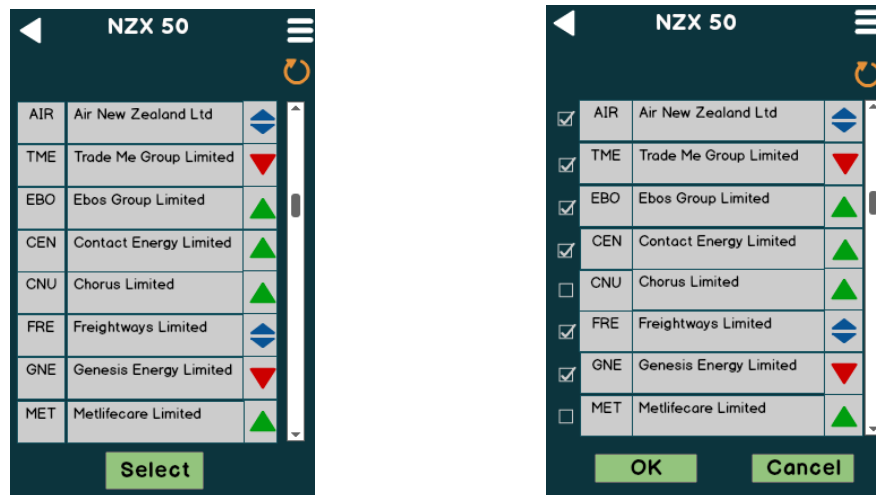 NZX 50
AIR Air New Zealand Ltd
TME Trade Me Group Limited
EBO Ebos Group Limited
CEN Contact Energy Limited
CNU Chorus Limited
FRE Freightways Limited
GNE Genesis Energy Limited
MET Metlifecare Limited
Select
NZX 50
AIR Air New Zealand Ltd
TME Trade Me Group Limited
EBO Ebos Group Limited
CEN Contact Energy Limited
CNU Chorus Limited
FRE Freightways Limited
GNE Genesis Energy Limited
MET Metlifecare Limited
OK Cancel